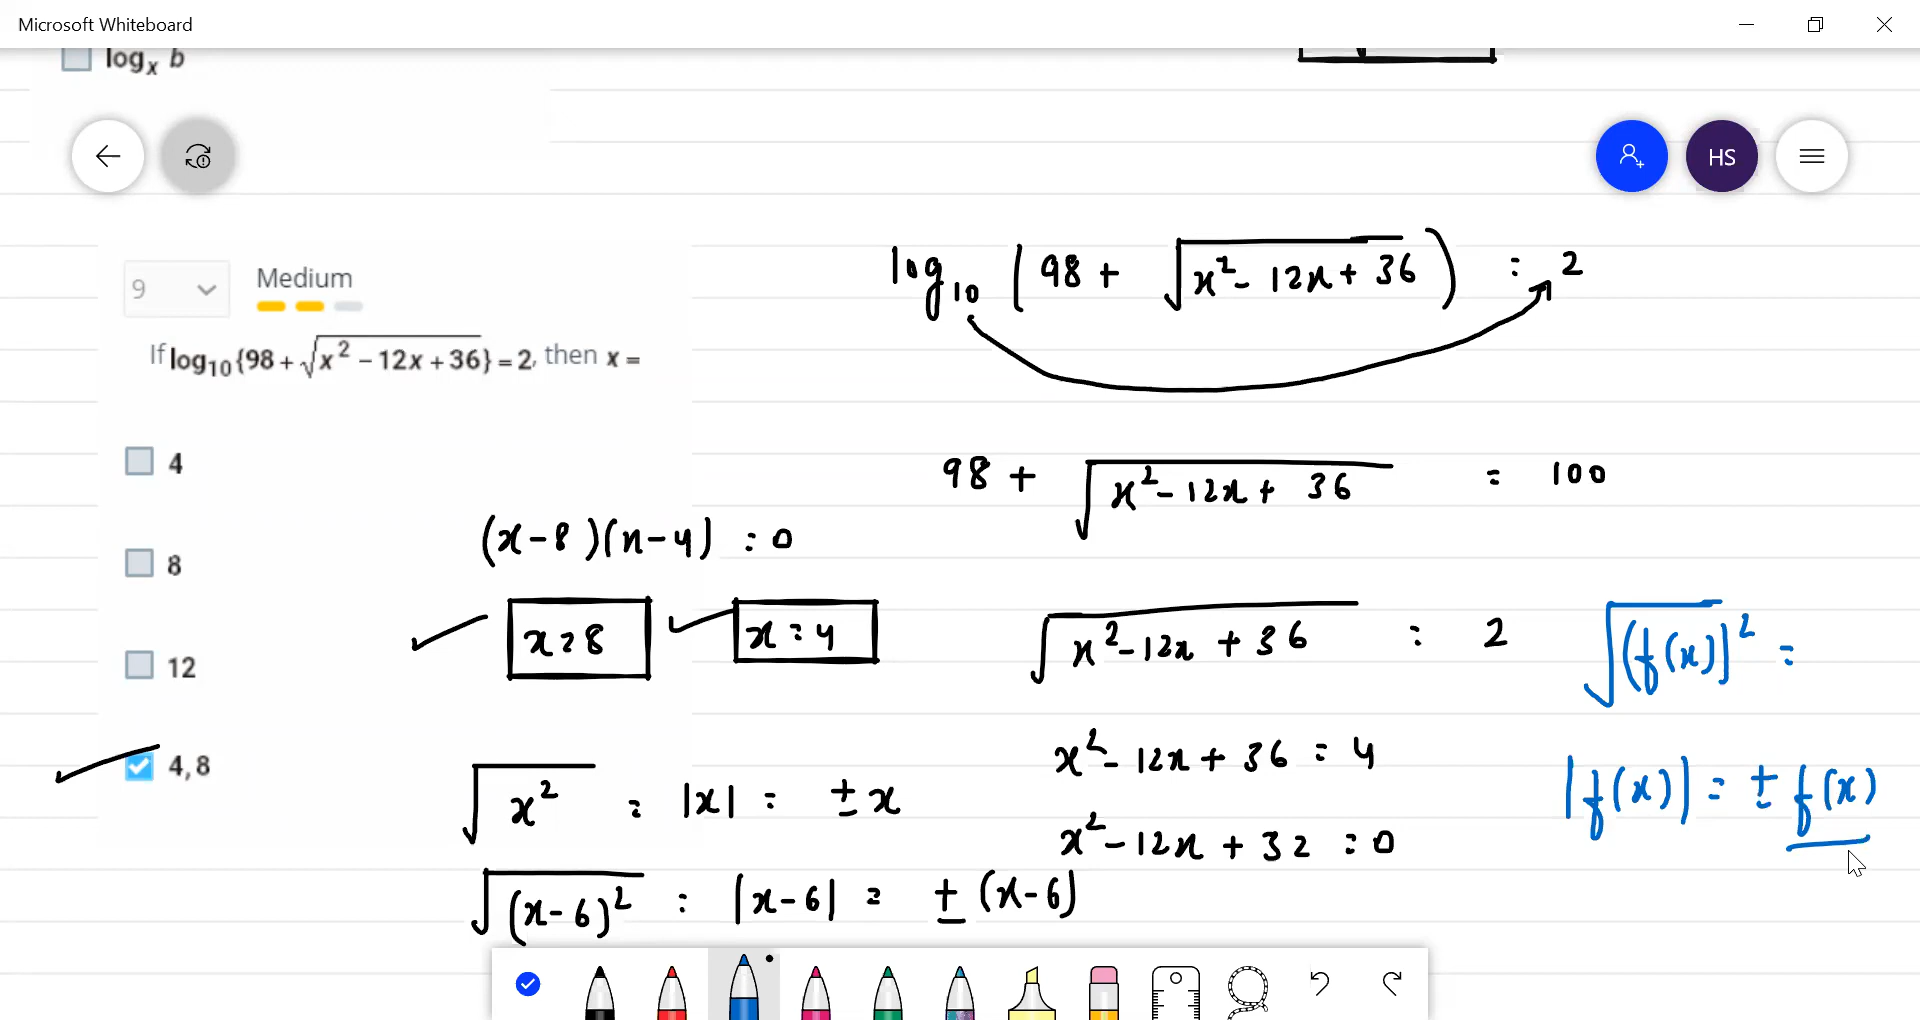 Microsoft Whiteboard
logₓ b
HS
9
Medium
If log₁₀{98 + √(x² − 12x + 36)} = 2, then x =
4
8
12
4, 8
log₁₀ (98 + √(x² − 12x + 36)) = 2
98 + √(x² − 12x + 36) = 100
(x − 8)(x − 4) = 0
x = 8
x = 4
√(x² − 12x + 36) = 2
x² − 12x + 36 = 4
x² − 12x + 32 = 0
√(x²) = |x| = ± x
√((x − 6)²) = |x − 6| = ± (x − 6)
√([f(x)]²) =
|f(x)| = ± f(x)